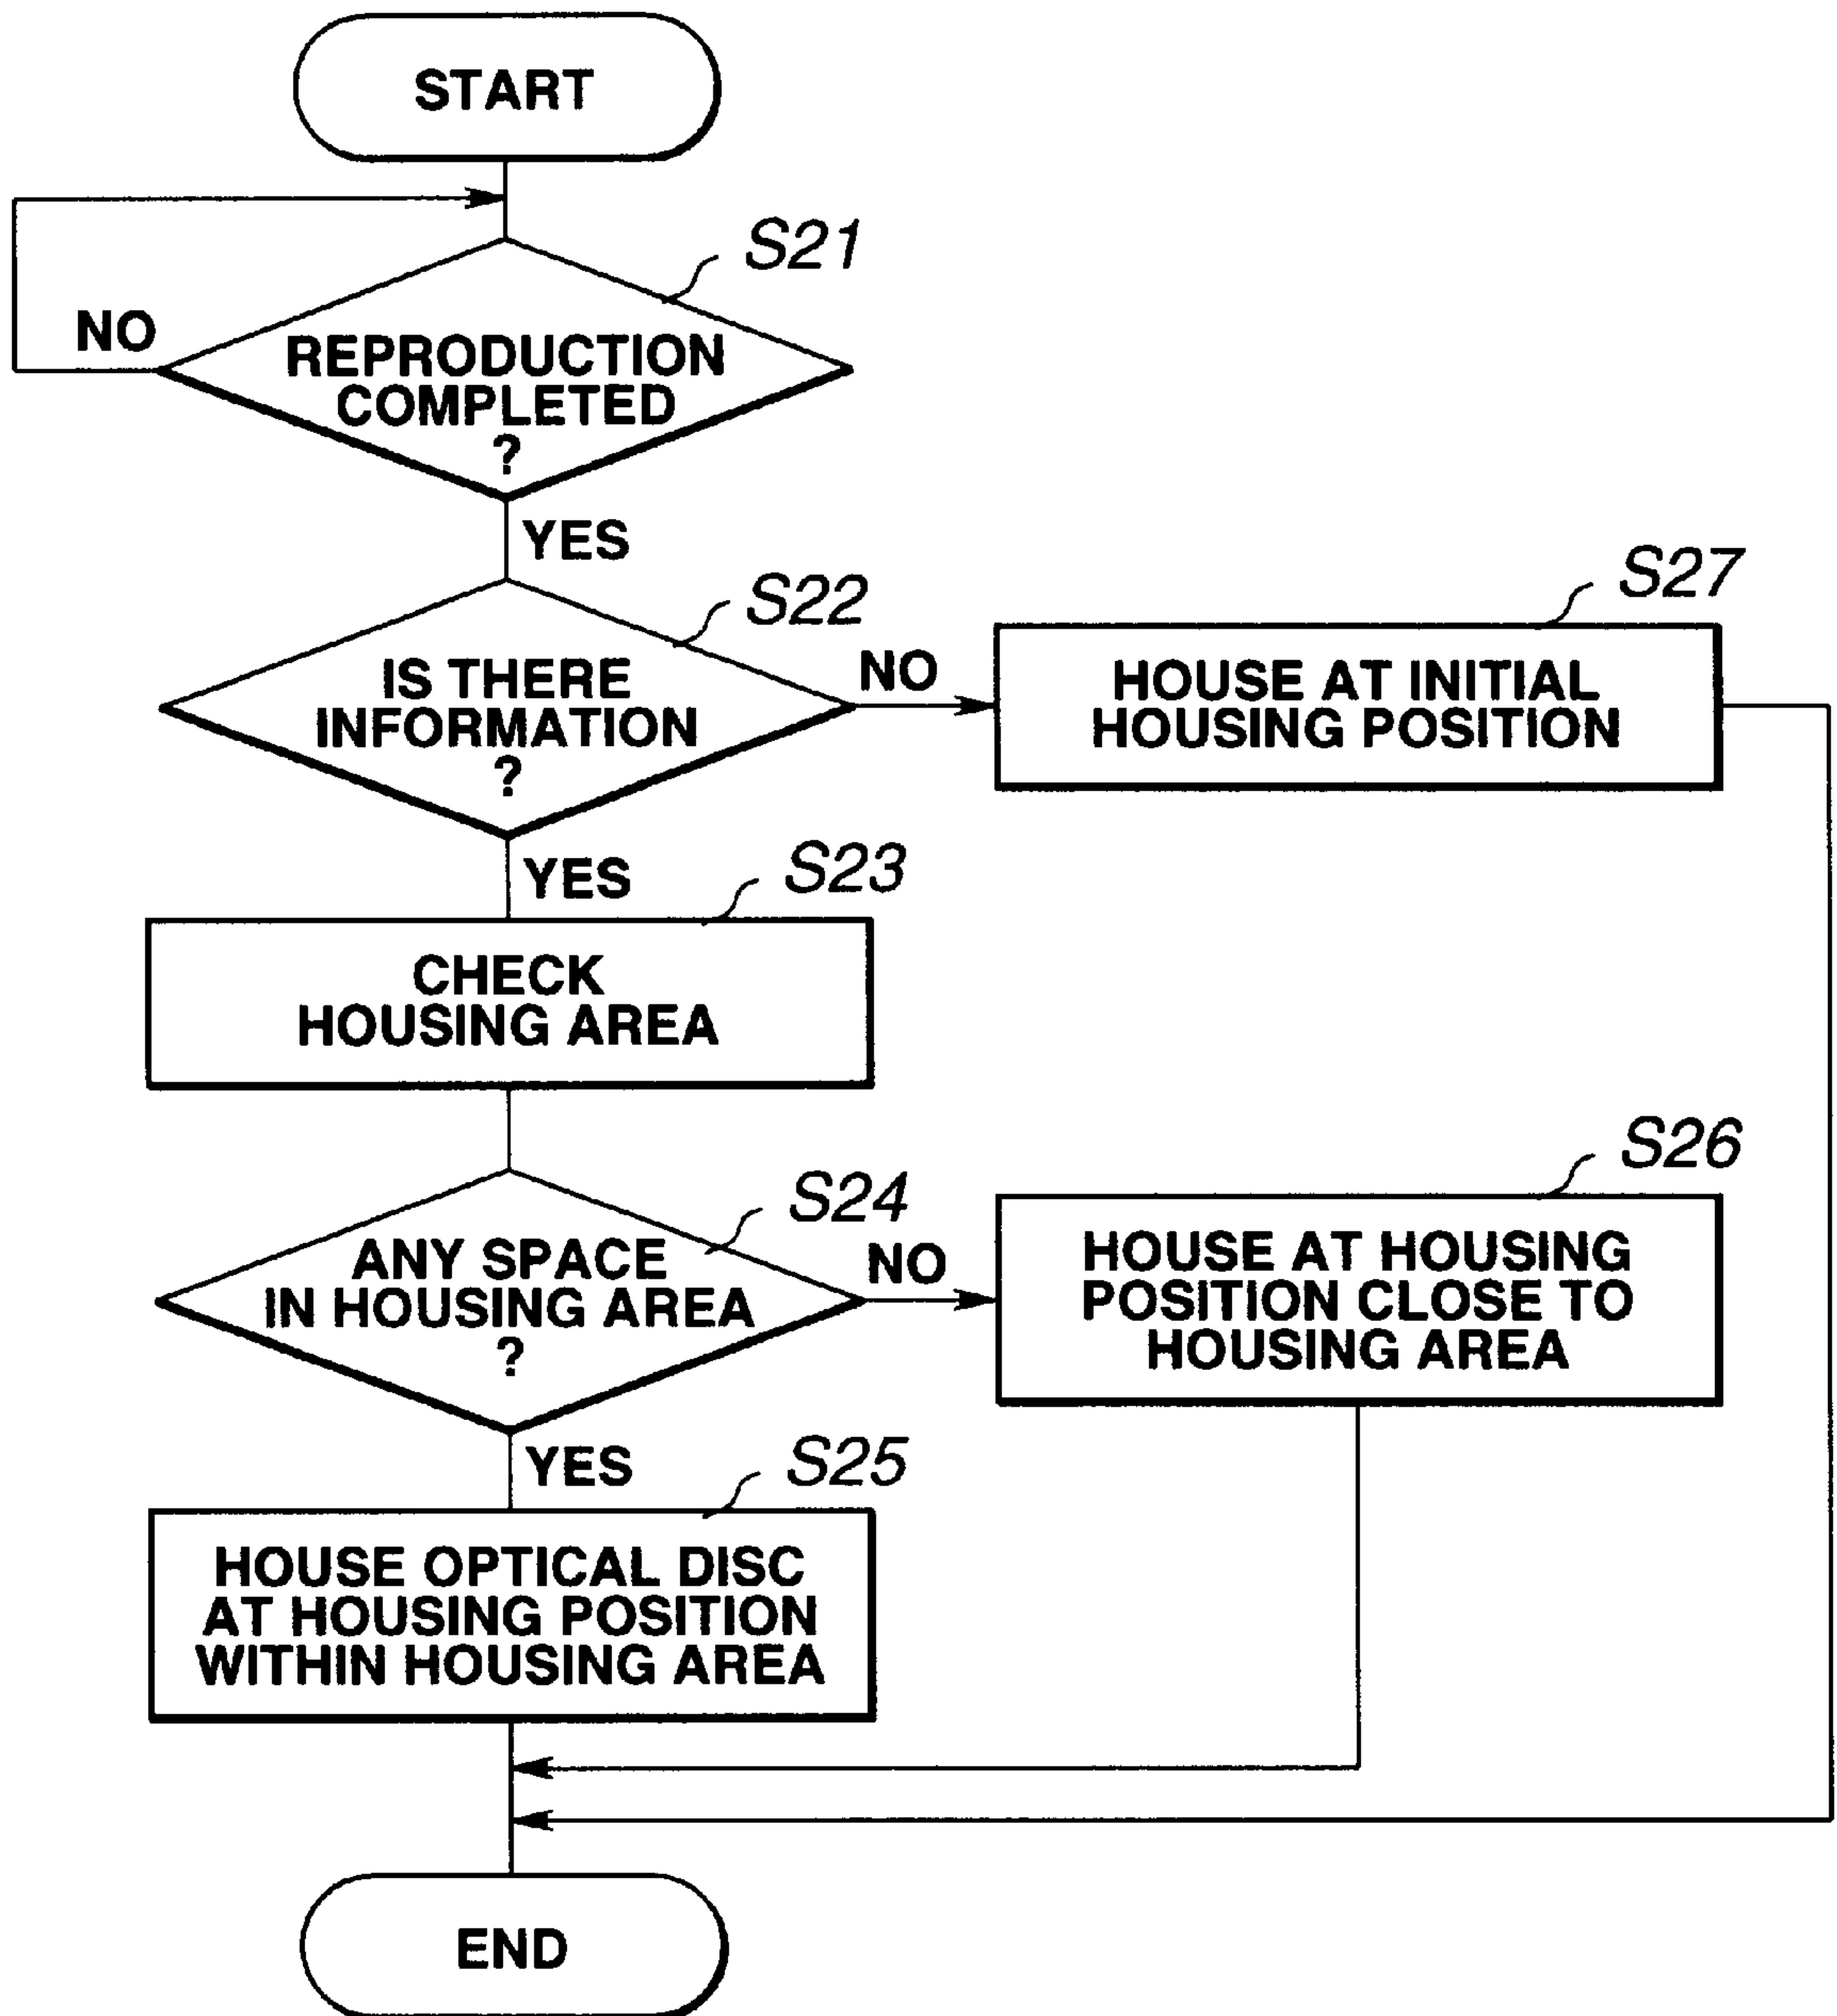 START
S21
NO
REPRODUCTION
COMPLETED
?
YES
S22
IS THERE
INFORMATION
?
NO
S27
HOUSE AT INITIAL
HOUSING POSITION
YES
S23
CHECK
HOUSING AREA
S24
ANY SPACE
IN HOUSING AREA
?
NO
S26
HOUSE AT HOUSING
POSITION CLOSE TO
HOUSING AREA
YES
S25
HOUSE OPTICAL DISC
AT HOUSING POSITION
WITHIN HOUSING AREA
END